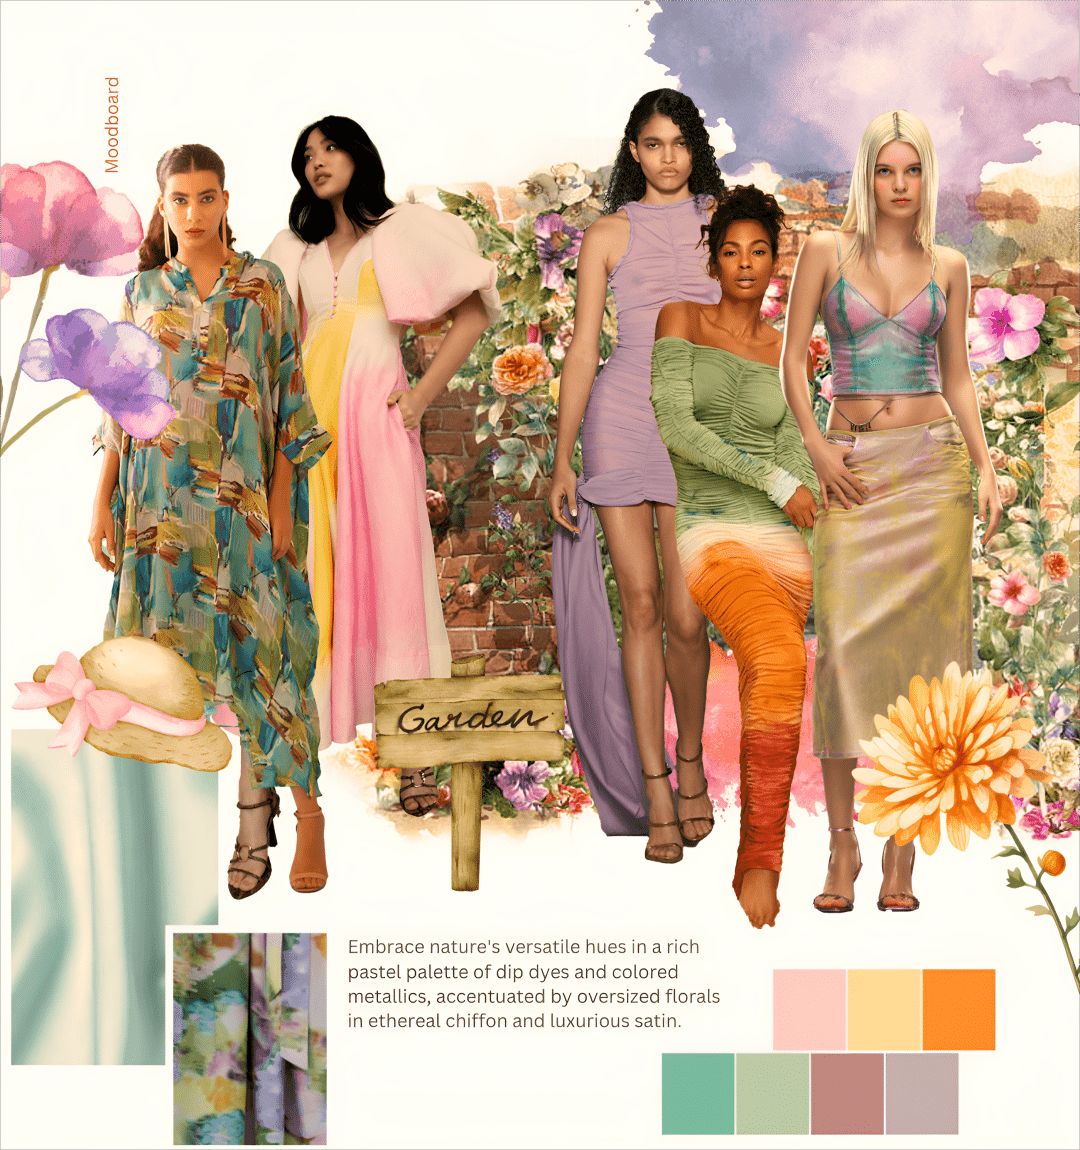 Moodboard
Garden
Embrace nature's versatile hues in a rich
pastel palette of dip dyes and colored
metallics, accentuated by oversized florals
in ethereal chiffon and luxurious satin.